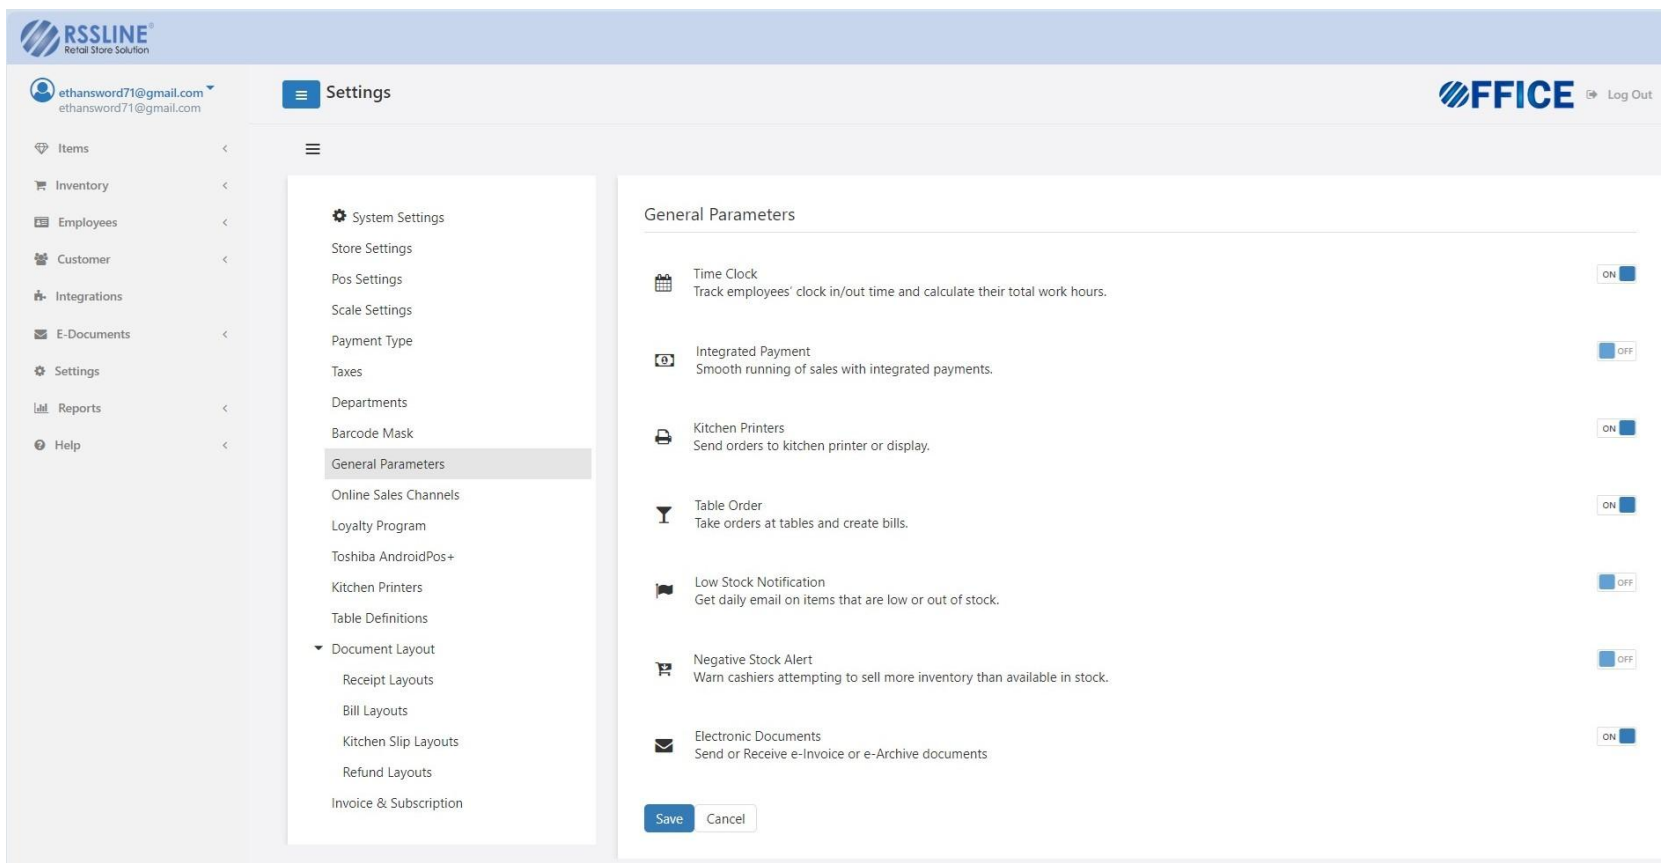 RSSLINE
Retail Store Solution
ethansword71@gmail.com
ethansword71@gmail.com
Settings
OFFICE
Log Out
Items
Inventory
Employees
Customer
Integrations
E-Documents
Settings
Reports
Help
System Settings
Store Settings
Pos Settings
Scale Settings
Payment Type
Taxes
Departments
Barcode Mask
General Parameters
Online Sales Channels
Loyalty Program
Toshiba AndroidPos+
Kitchen Printers
Table Definitions
Document Layout
Receipt Layouts
Bill Layouts
Kitchen Slip Layouts
Refund Layouts
Invoice & Subscription
General Parameters
Time Clock
Track employees' clock in/out time and calculate their total work hours.
ON
Integrated Payment
Smooth running of sales with integrated payments.
OFF
Kitchen Printers
Send orders to kitchen printer or display.
ON
Table Order
Take orders at tables and create bills.
ON
Low Stock Notification
Get daily email on items that are low or out of stock.
OFF
Negative Stock Alert
Warn cashiers attempting to sell more inventory than available in stock.
OFF
Electronic Documents
Send or Receive e-Invoice or e-Archive documents
ON
Save
Cancel